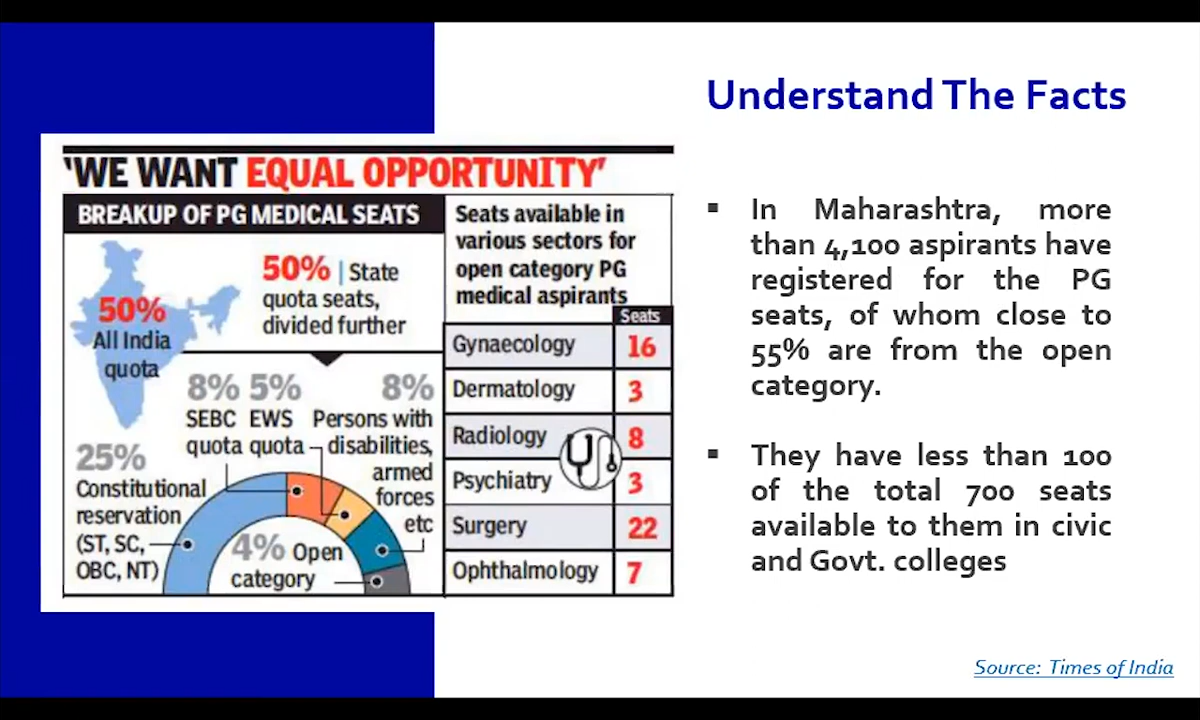 Understand The Facts
'WE WANT EQUAL OPPORTUNITY'
BREAKUP OF PG MEDICAL SEATS
50%
All India
quota
50% | State
quota seats,
divided further
25%
Constitutional
reservation
(ST, SC,
OBC, NT)
8%
SEBC
quota
5%
EWS
quota
8%
Persons with
disabilities,
armed
forces
etc
4% Open
category
Seats available in
various sectors for
open category PG
medical aspirants
Seats
Gynaecology 16
Dermatology 3
Radiology 8
Psychiatry 3
Surgery 22
Ophthalmology 7
▪ In Maharashtra, more
than 4,100 aspirants have
registered for the PG
seats, of whom close to
55% are from the open
category.
▪ They have less than 100
of the total 700 seats
available to them in civic
and Govt. colleges
Source: Times of India